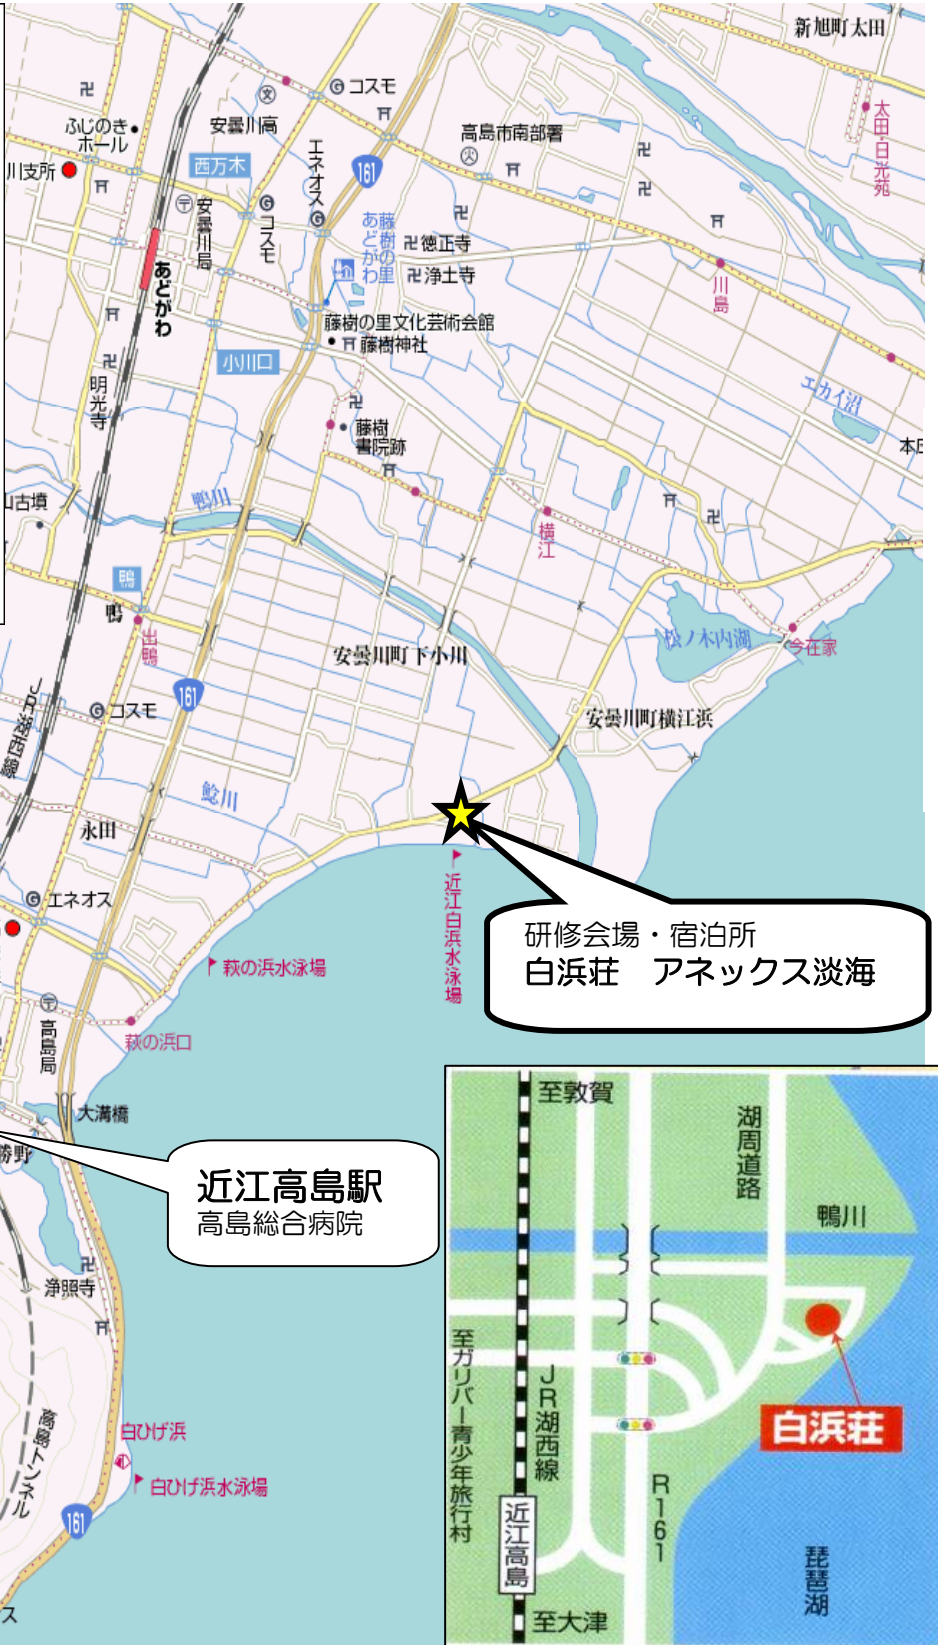 新旭町太田
コスモ
安曇川高
ふじのき
ホール
川支所
西万木
エネオス
161
高島市南部署
太田・日光苑
安曇川局
コスモ
藤樹の里
あどがわ
徳正寺
浄土寺
あどがわ
川島
藤樹の里文化芸術会館
藤樹神社
小川口
明光寺
エカイ沼
藤樹
書院跡
本庄
山古墳
鴨川
横江
鴨
鴨
出鴨
安曇川町下小川
松ノ木内湖
今在家
161
コスモ
安曇川町横江浜
鯰川
永田
エネオス
近江白浜水泳場
研修会場・宿泊所
白浜荘 アネックス淡海
萩の浜水泳場
高島局
萩の浜口
大溝橋
勝野
近江高島駅
高島総合病院
浄照寺
高島トンネル
白ひげ浜
白ひげ浜水泳場
161
ス
至敦賀
湖周道路
鴨川
至ガリバー青少年旅行村
JR湖西線
白浜荘
R161
近江高島
琵琶湖
至大津